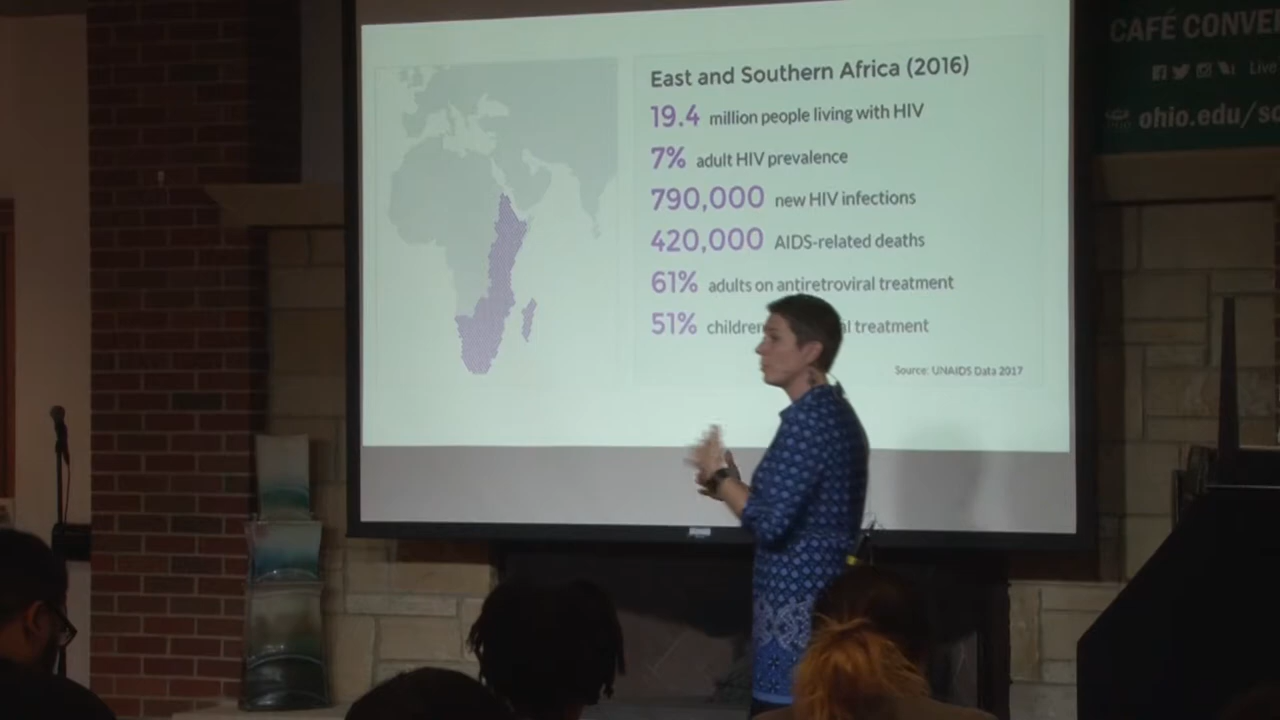 East and Southern Africa (2016)
19.4 million people living with HIV
7% adult HIV prevalence
790,000 new HIV infections
420,000 AIDS-related deaths
61% adults on antiretroviral treatment
51% children al treatment
Source: UNAIDS Data 2017
CAFÉ CONVE
Live
ohio.edu/sc